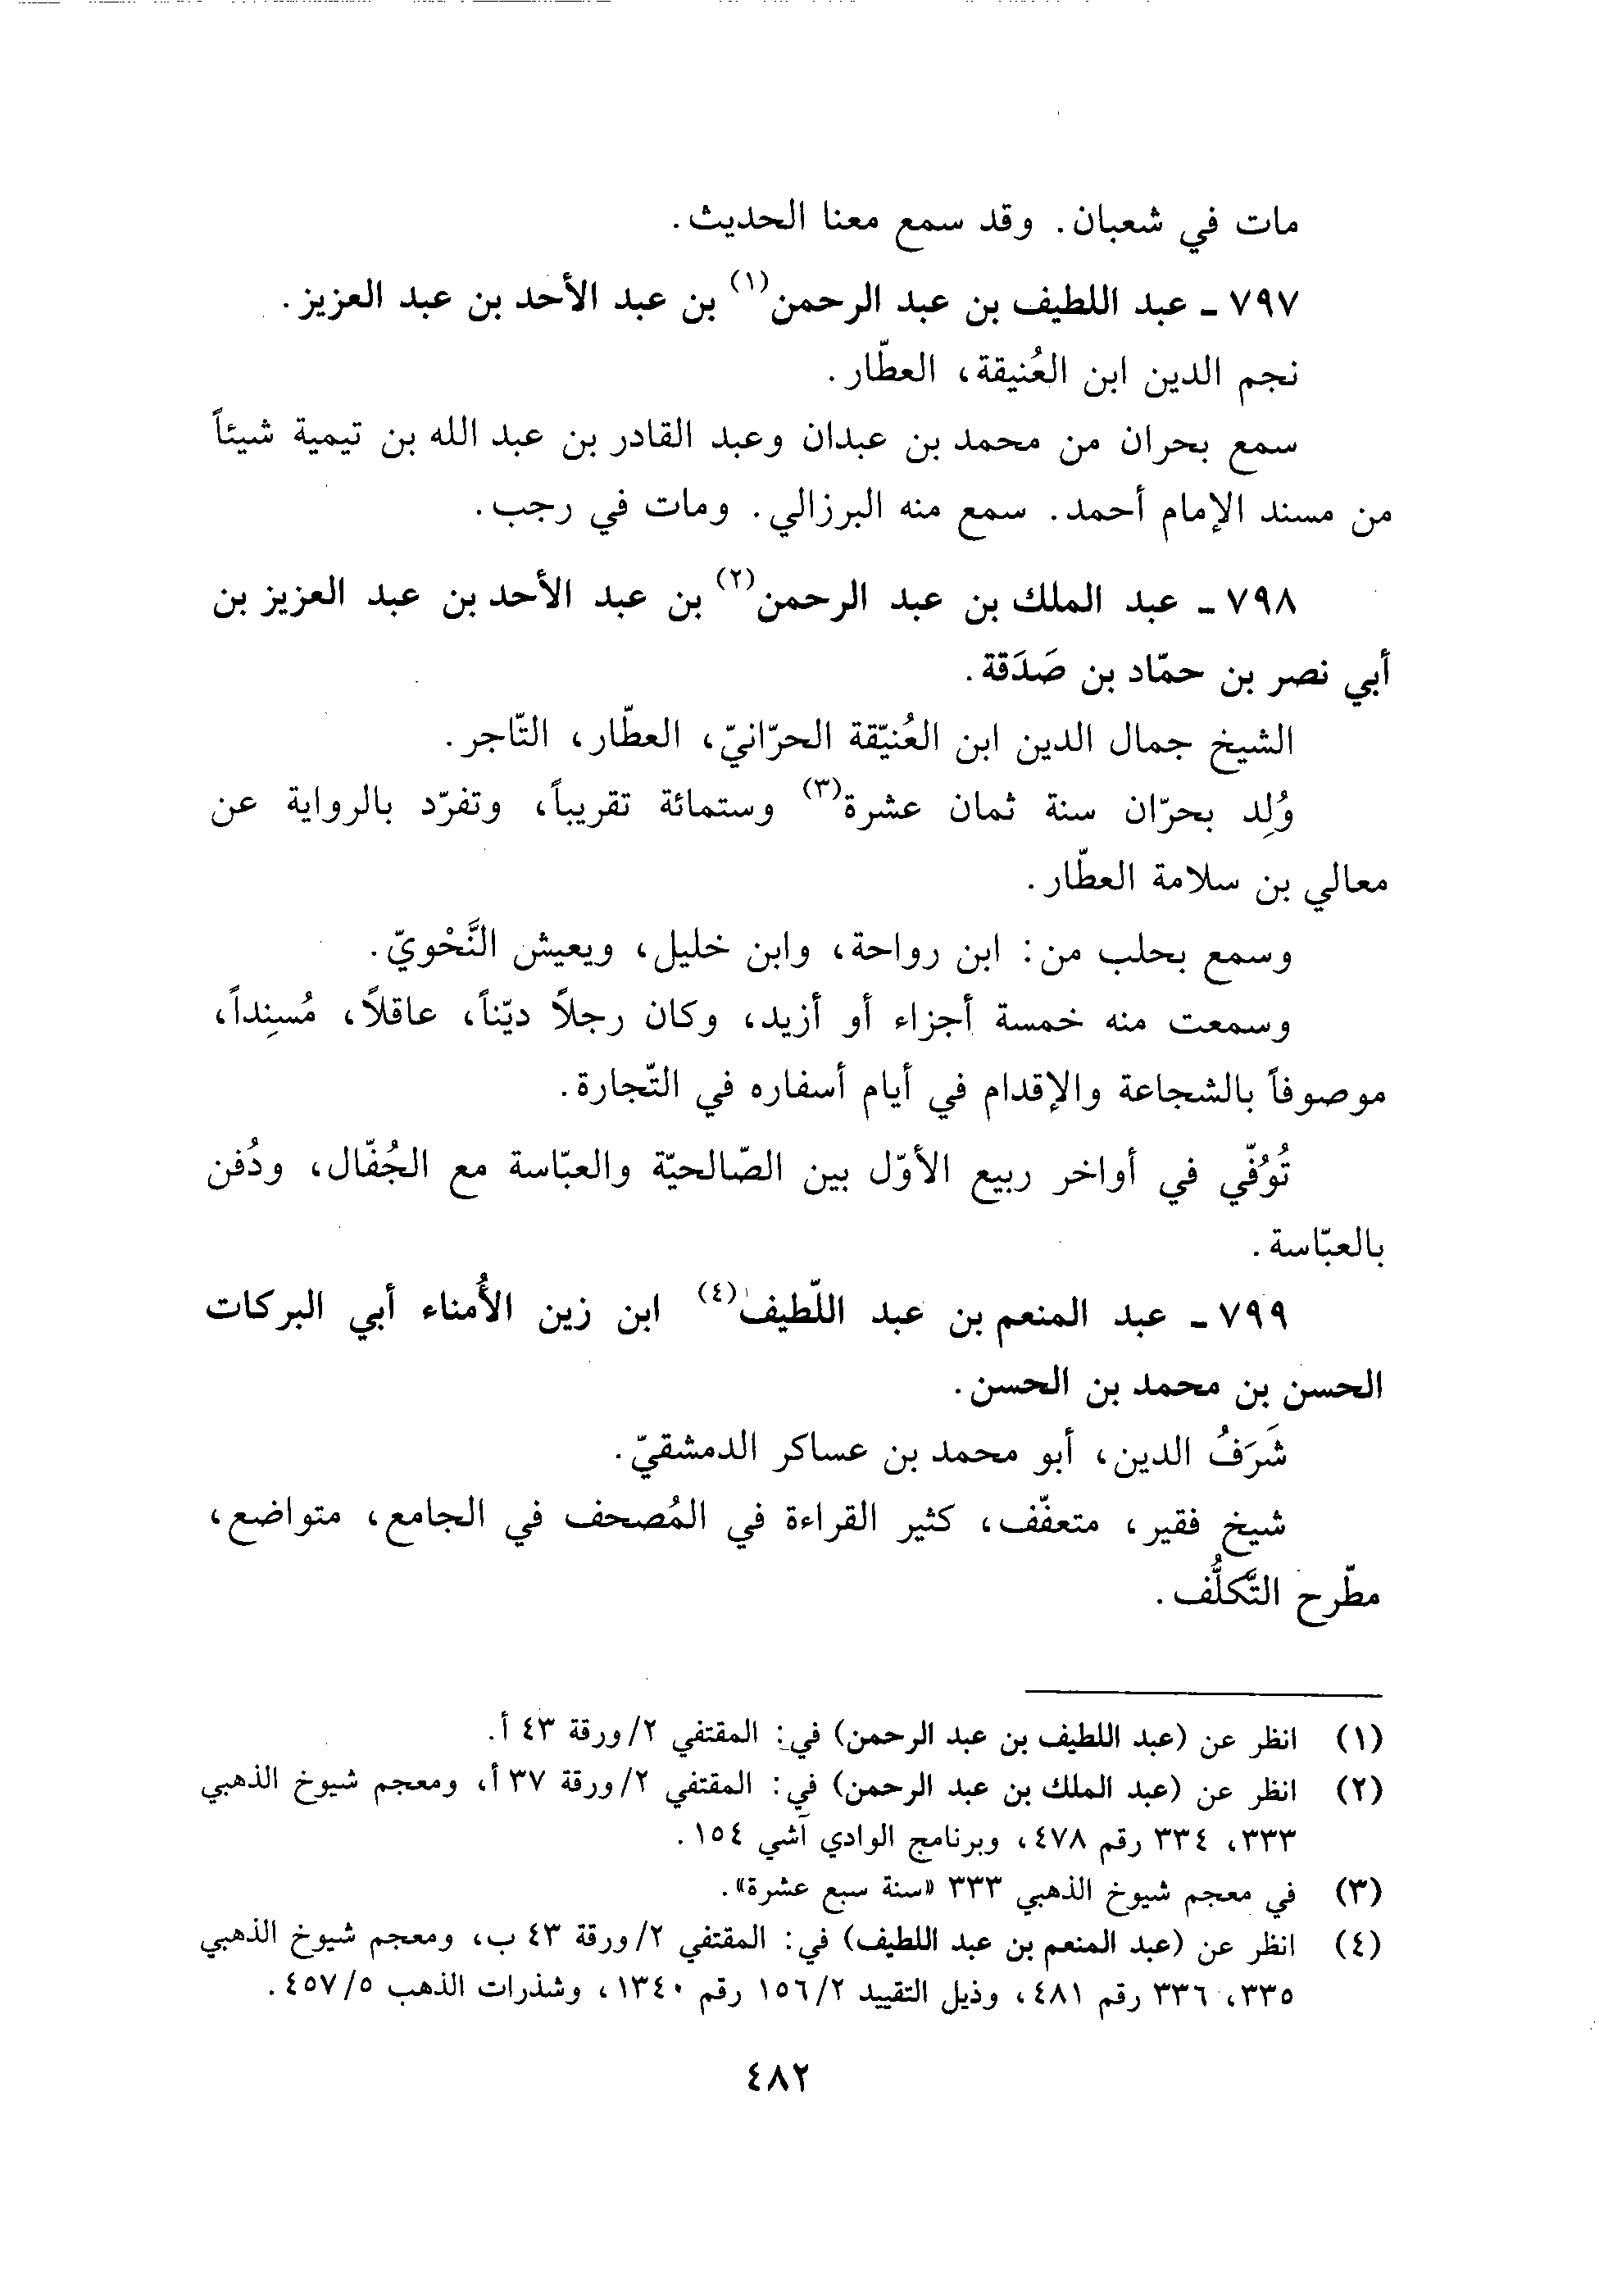 مات في شعبان. وقد سمع معنا الحديث.
٧٩٧ ـ عبد اللطيف بن عبد الرحمن(١) بن عبد الأحد بن عبد العزيز.
نجم الدين ابن العُنيقة، العطّار.
سمع بحران من محمد بن عبدان وعبد القادر بن عبد الله بن تيمية شيئاً
من مسند الإمام أحمد. سمع منه البرزالي. ومات في رجب.
٧٩٨ ـ عبد الملك بن عبد الرحمن(٢) بن عبد الأحد بن عبد العزيز بن
أبي نصر بن حمّاد بن صَدَقة.
الشيخ جمال الدين ابن العُنيّقة الحرّانيّ، العطّار، التّاجر.
وُلِد بحرّان سنة ثمان عشرة(٣) وستمائة تقريباً، وتفرّد بالرواية عن
معالي بن سلامة العطّار.
وسمع بحلب من: ابن رواحة، وابن خليل، ويعيش النَّحْويّ.
وسمعت منه خمسة أجزاء أو أزيد، وكان رجلاً ديّناً، عاقلاً، مُسنِداً،
موصوفاً بالشجاعة والإقدام في أيام أسفاره في التّجارة.
تُوُفّي في أواخر ربيع الأوّل بين الصّالحيّة والعبّاسة مع الجُفّال، ودُفن
بالعبّاسة.
٧٩٩ ـ عبد المنعم بن عبد اللّطيف(٤) ابن زين الأُمناء أبي البركات
الحسن بن محمد بن الحسن.
شَرَفُ الدين، أبو محمد بن عساكر الدمشقيّ.
شيخ فقير، متعفّف، كثير القراءة في المُصحف في الجامع، متواضع،
مطّرح التَّكلُّف.
(١) انظر عن (عبد اللطيف بن عبد الرحمن) في: المقتفي ٢/ورقة ٤٣ أ.
(٢) انظر عن (عبد الملك بن عبد الرحمن) في: المقتفي ٢/ورقة ٣٧ أ، ومعجم شيوخ الذهبي
٣٣٣، ٣٣٤ رقم ٤٧٨، وبرنامج الوادي آشي ١٥٤.
(٣) في معجم شيوخ الذهبي ٣٣٣ «سنة سبع عشرة».
(٤) انظر عن (عبد المنعم بن عبد اللطيف) في: المقتفي ٢/ورقة ٤٣ ب، ومعجم شيوخ الذهبي
٣٣٥، ٣٣٦ رقم ٤٨١، وذيل التقييد ١٥٦/٢ رقم ١٣٤٠، وشذرات الذهب ٤٥٧/٥.
٤٨٢